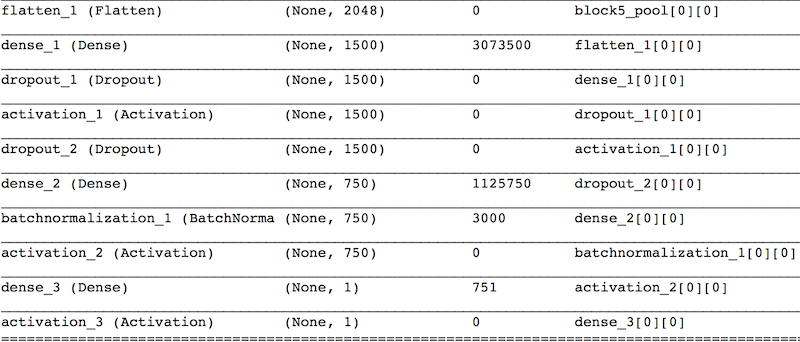 flatten_1 (Flatten) (None, 2048) 0 block5_pool[0][0]
dense_1 (Dense) (None, 1500) 3073500 flatten_1[0][0]
dropout_1 (Dropout) (None, 1500) 0 dense_1[0][0]
activation_1 (Activation) (None, 1500) 0 dropout_1[0][0]
dropout_2 (Dropout) (None, 1500) 0 activation_1[0][0]
dense_2 (Dense) (None, 750) 1125750 dropout_2[0][0]
batchnormalization_1 (BatchNorma (None, 750) 3000 dense_2[0][0]
activation_2 (Activation) (None, 750) 0 batchnormalization_1[0][0]
dense_3 (Dense) (None, 1) 751 activation_2[0][0]
activation_3 (Activation) (None, 1) 0 dense_3[0][0]